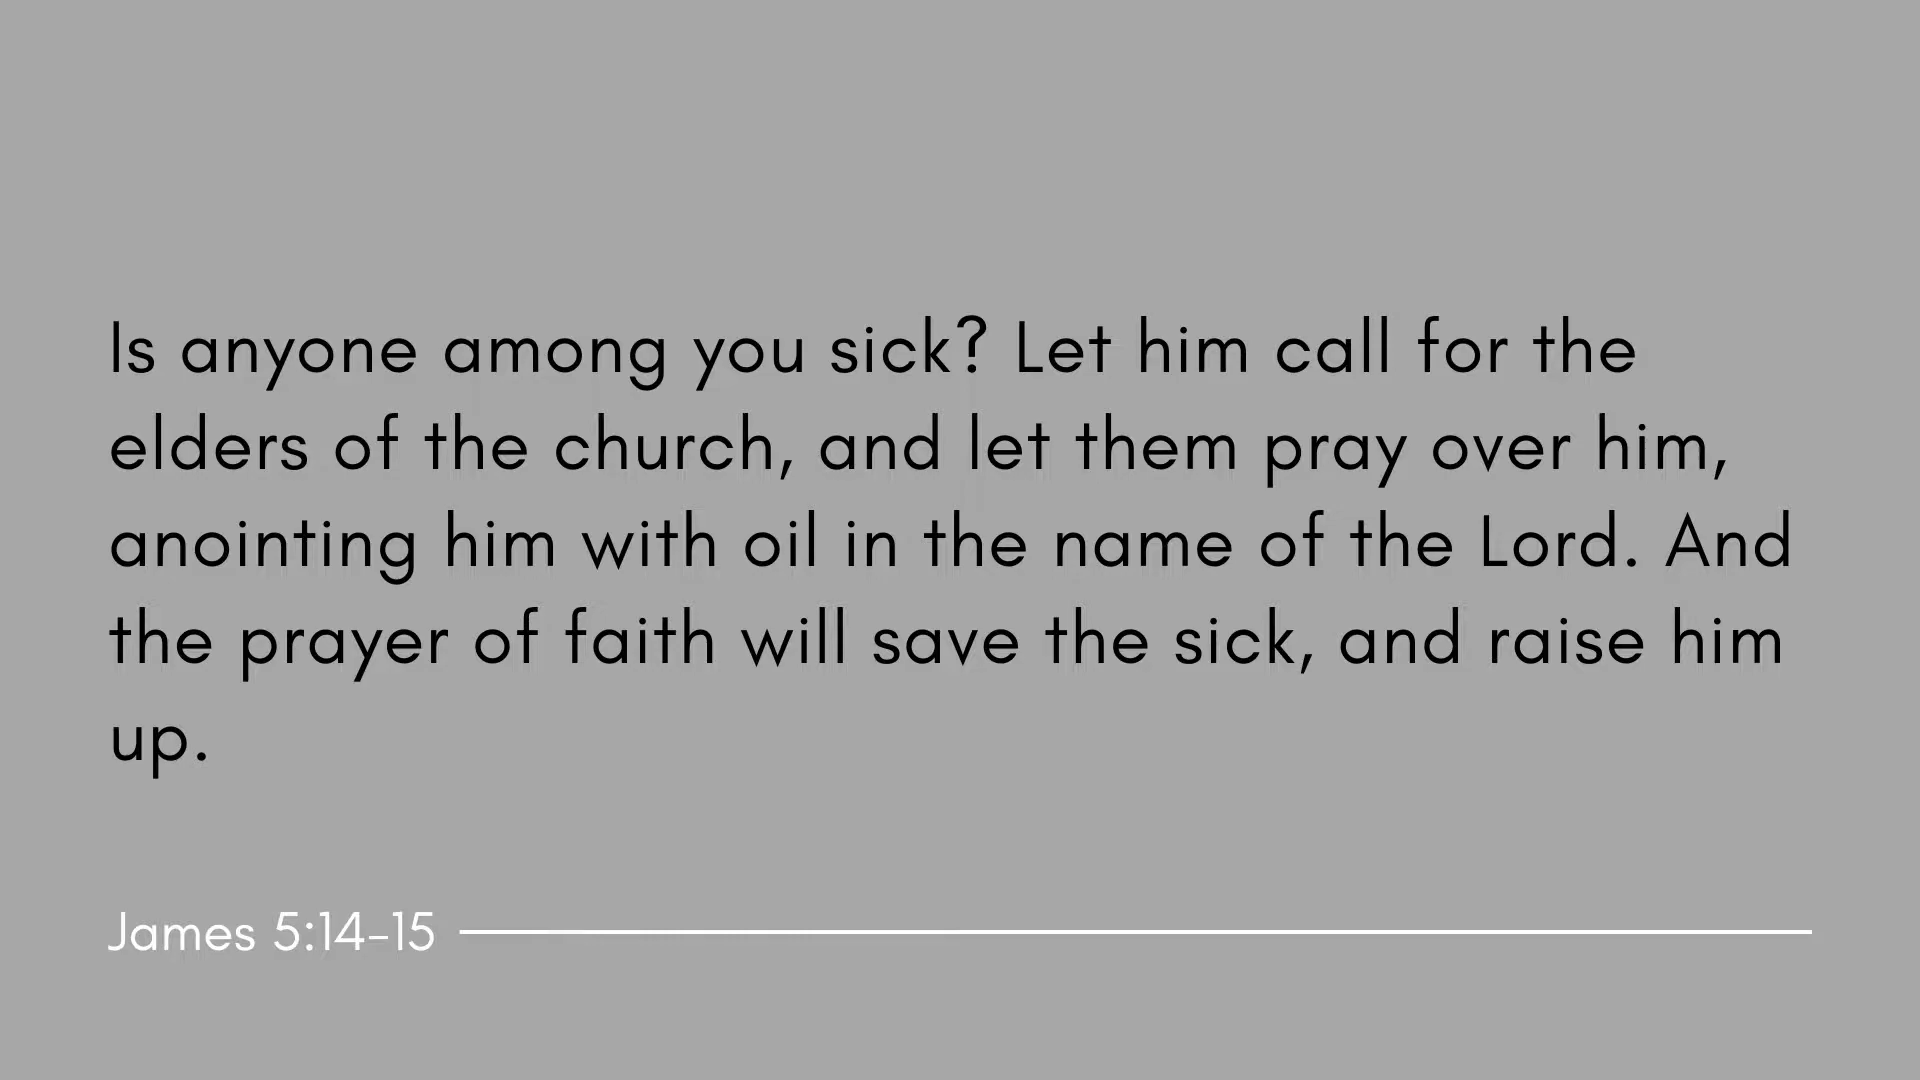 Is anyone among you sick? Let him call for the
elders of the church, and let them pray over him,
anointing him with oil in the name of the Lord. And
the prayer of faith will save the sick, and raise him
up.
James 5:14-15